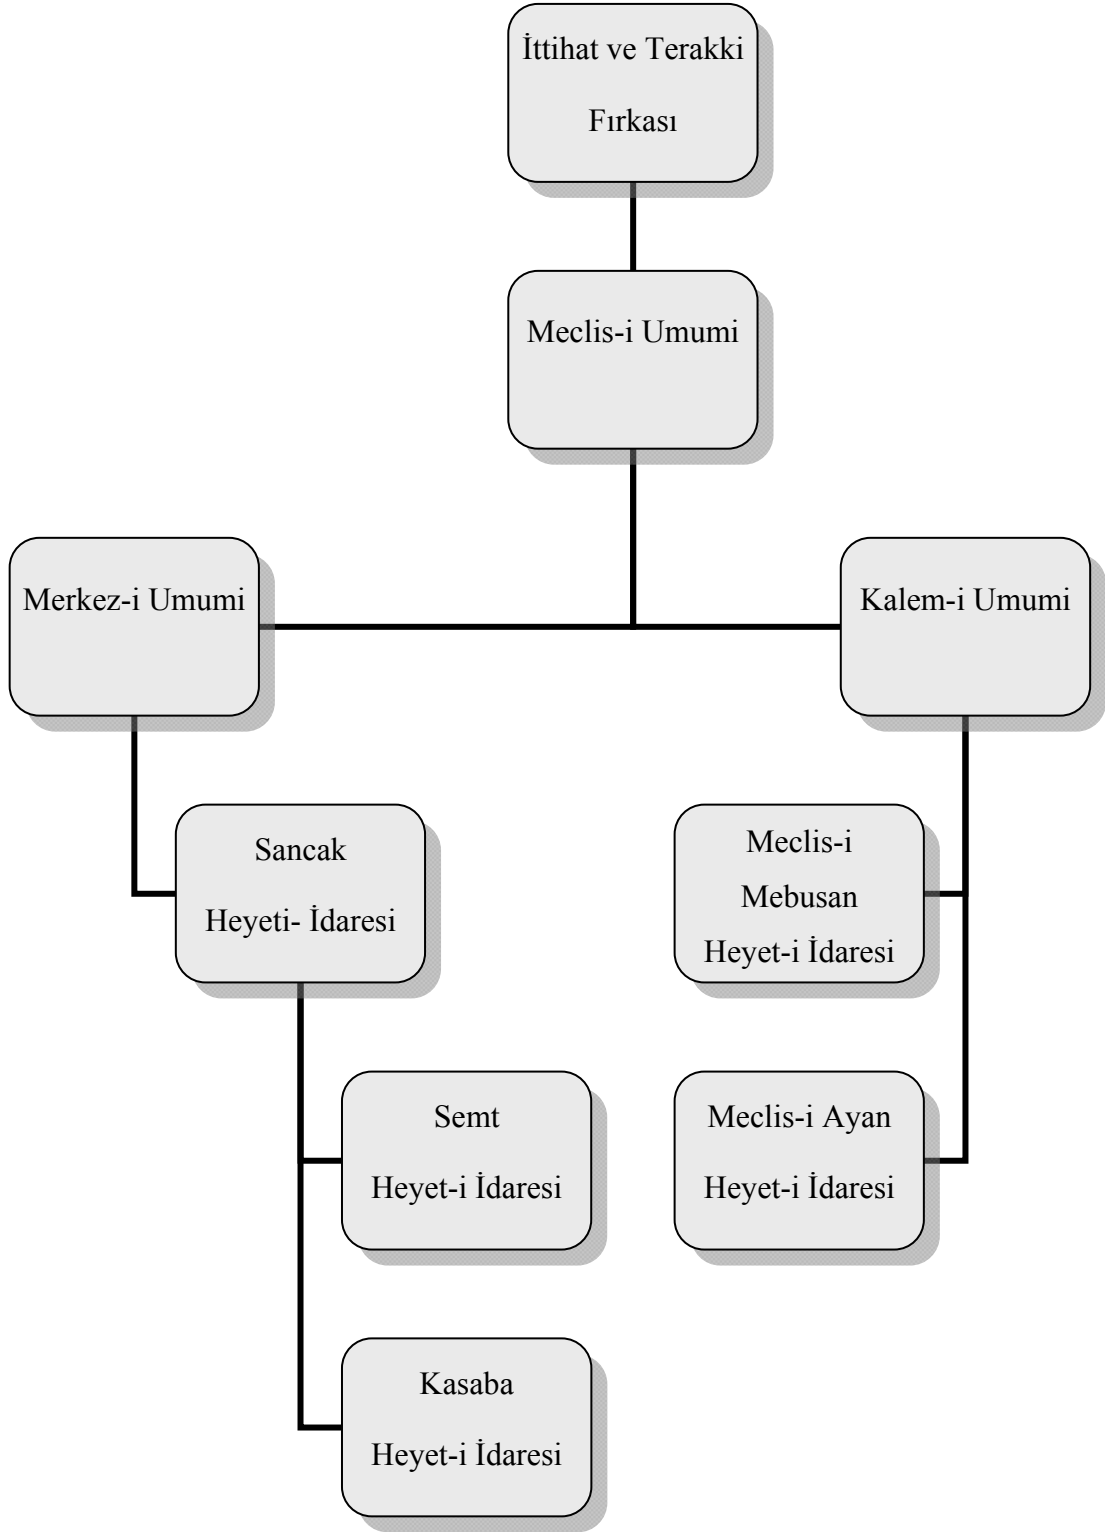 İttihat ve Terakki
Fırkası
Meclis-i Umumi
Merkez-i Umumi
Kalem-i Umumi
Sancak
Heyeti- İdaresi
Meclis-i
Mebusan
Heyet-i İdaresi
Semt
Heyet-i İdaresi
Meclis-i Ayan
Heyet-i İdaresi
Kasaba
Heyet-i İdaresi